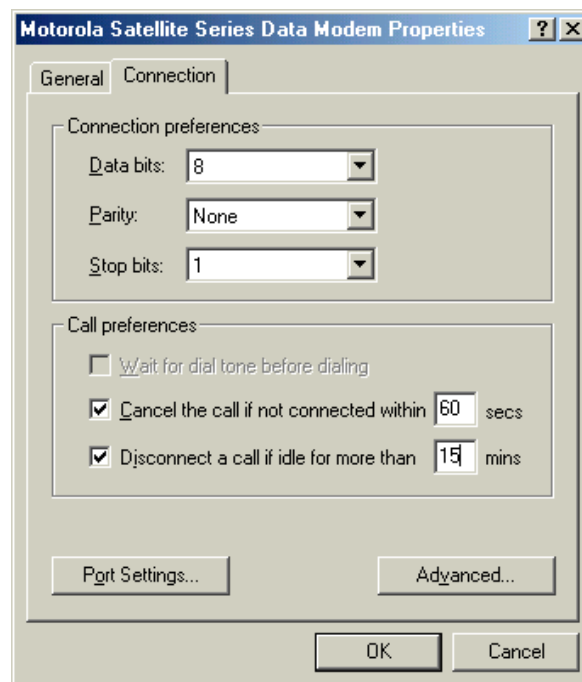 Motorola Satellite Series Data Modem Properties ? X
General Connection
Connection preferences
Data bits: 8
Parity: None
Stop bits: 1
Call preferences
Wait for dial tone before dialing
Cancel the call if not connected within 60 secs
Disconnect a call if idle for more than 15 mins
Port Settings... Advanced...
OK Cancel